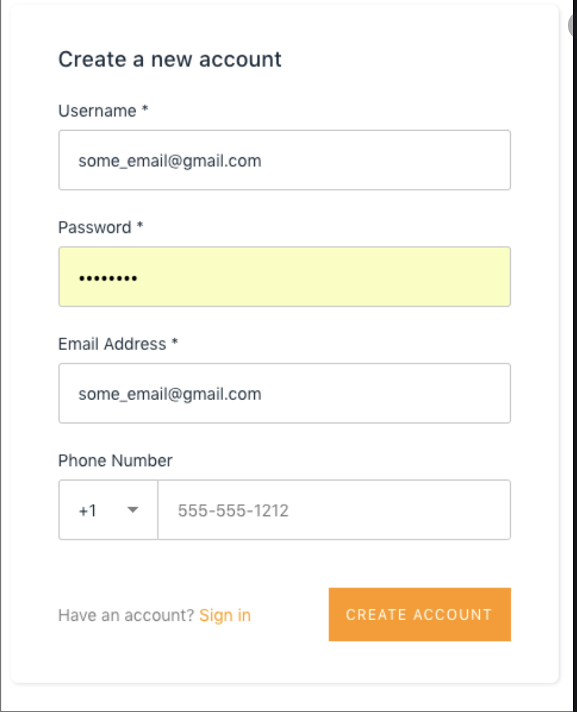 Create a new account
Username *
some_email@gmail.com
Password *
••••••••
Email Address *
some_email@gmail.com
Phone Number
+1 555-555-1212
Have an account? Sign in CREATE ACCOUNT